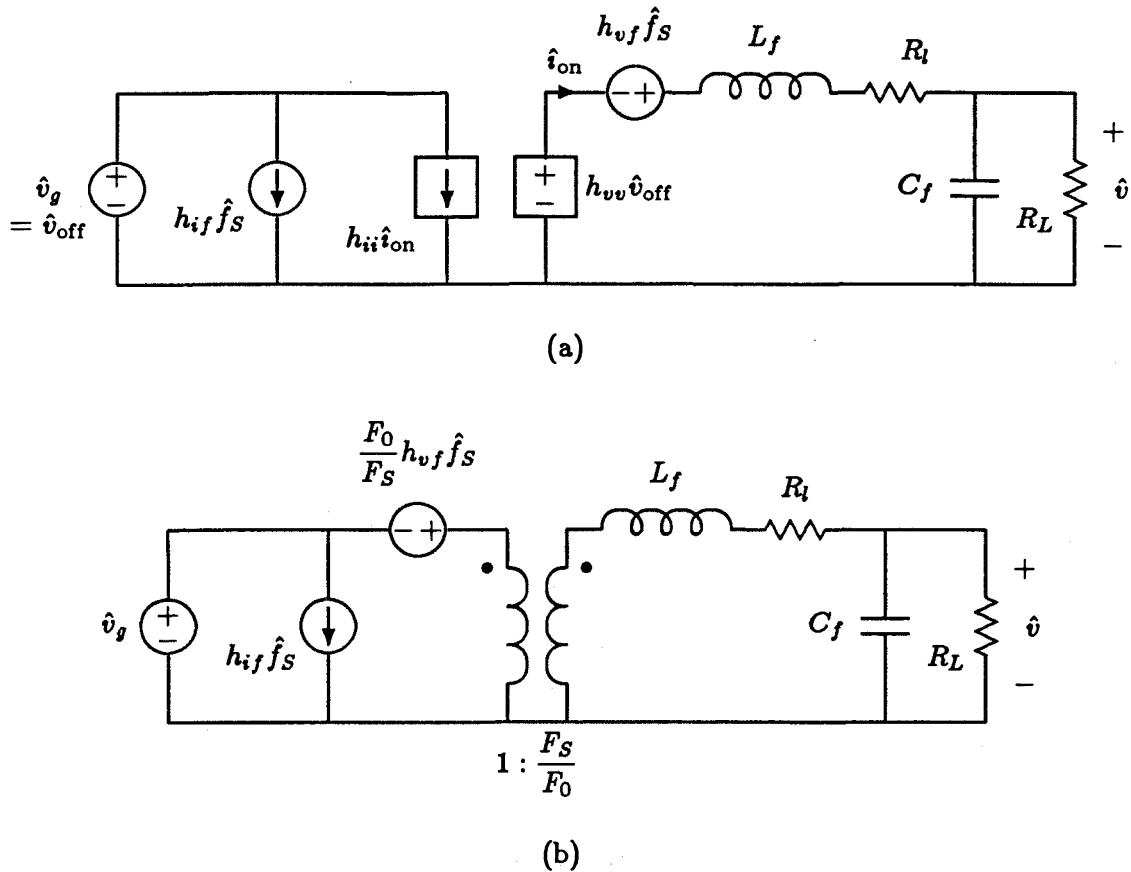 h_{vf} \hat{f}_S
L_f
R_l
\hat{i}_{on}
− +
\hat{v}_g
= \hat{v}_{off}
+
−
h_{if} \hat{f}_S
h_{ii} \hat{i}_{on}
+
−
h_{vv} \hat{v}_{off}
C_f
R_L
+
\hat{v}
−
(a)
\frac{F_0}{F_S} h_{vf} \hat{f}_S
L_f
R_l
− +
\hat{v}_g
+
−
h_{if} \hat{f}_S
C_f
R_L
+
\hat{v}
−
1 : \frac{F_S}{F_0}
(b)